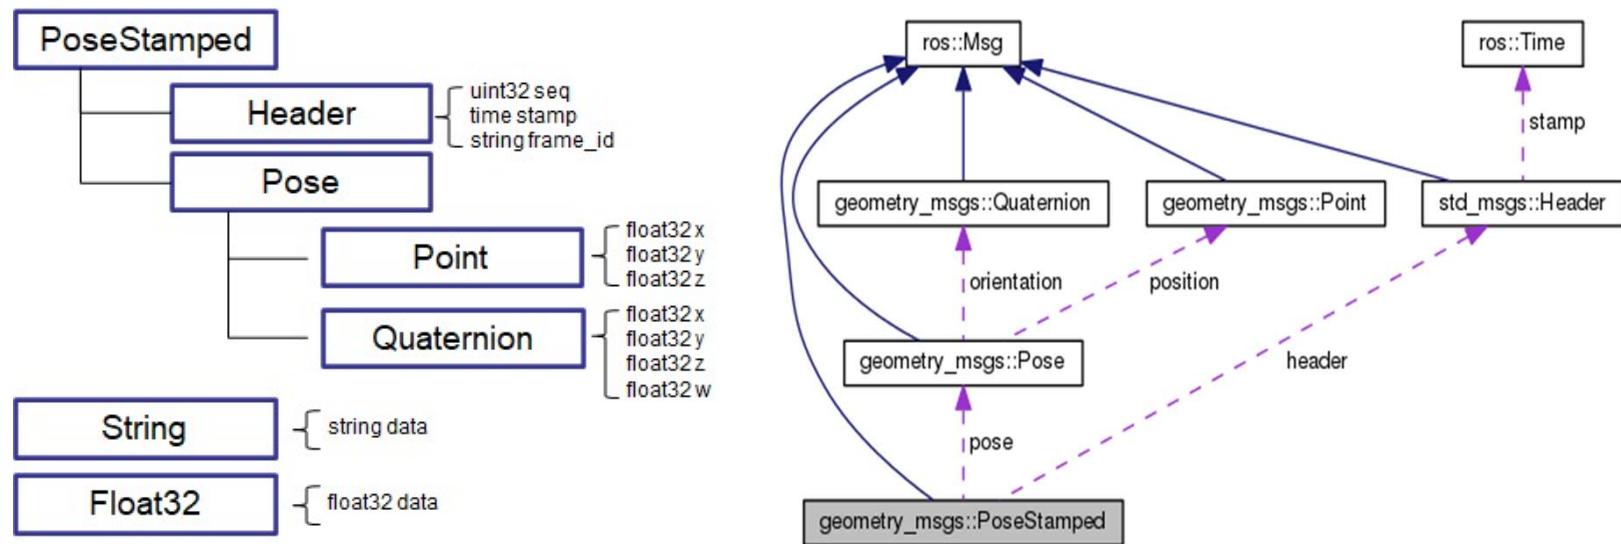 PoseStamped
Header
uint32 seq
time stamp
string frame_id
Pose
Point
float32 x
float32 y
float32 z
Quaternion
float32 x
float32 y
float32 z
float32 w
String
string data
Float32
float32 data
ros::Msg
ros::Time
stamp
geometry_msgs::Quaternion
geometry_msgs::Point
std_msgs::Header
orientation
position
geometry_msgs::Pose
header
pose
geometry_msgs::PoseStamped